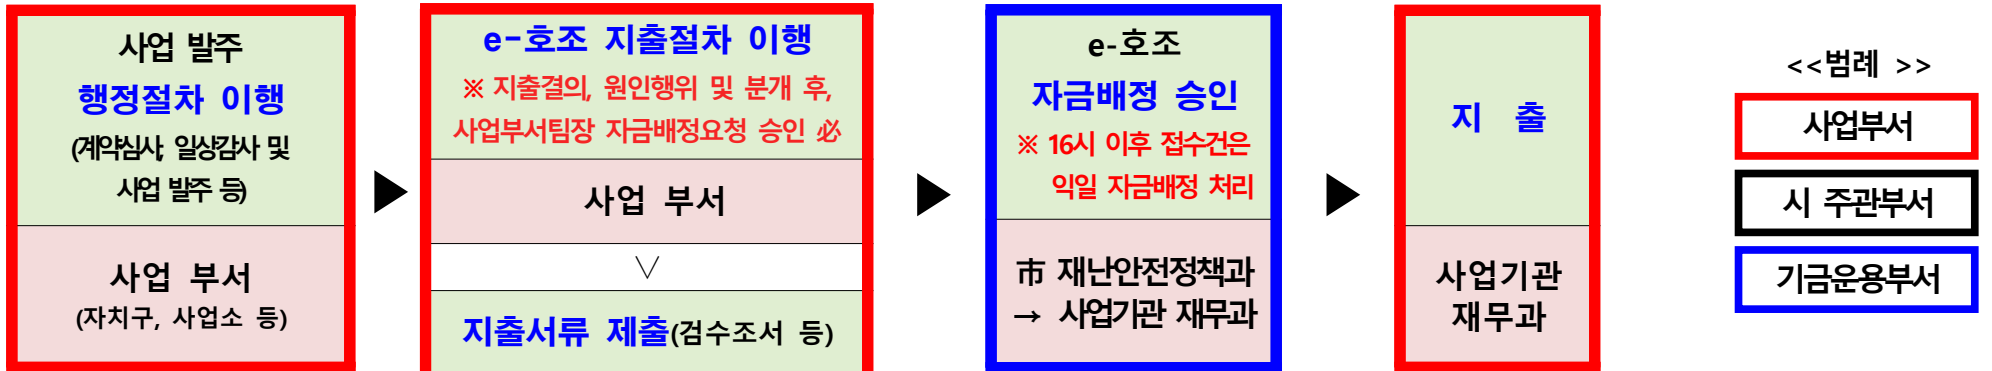 사업 발주
행정절차 이행
(계약심사, 일상감사 및
사업 발주 등)
사업 부서
(자치구, 사업소 등)
▶
e-호조 지출절차 이행
※ 지출결의, 원인행위 및 분개 후,
사업부서팀장 자금배정요청 승인 必
사업 부서
∨
지출서류 제출(검수조서 등)
▶
e-호조
자금배정 승인
※ 16시 이후 접수건은
익일 자금배정 처리
市 재난안전정책과
→ 사업기관 재무과
▶
지 출
사업기관
재무과
<<범례 >>
사업부서
시 주관부서
기금운용부서